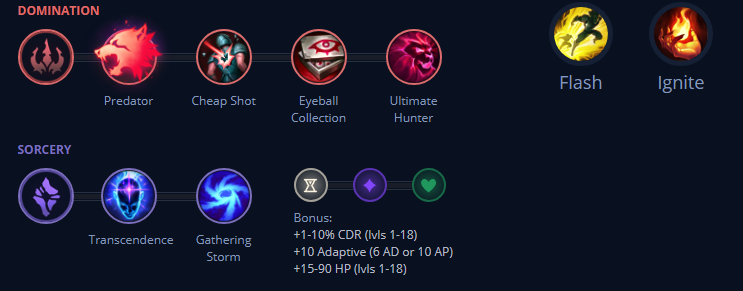 DOMINATION
Predator
Cheap Shot
Eyeball
Collection
Ultimate
Hunter
Flash
Ignite
SORCERY
Transcendence
Gathering
Storm
Bonus:
+1-10% CDR (lvls 1-18)
+10 Adaptive (6 AD or 10 AP)
+15-90 HP (lvls 1-18)